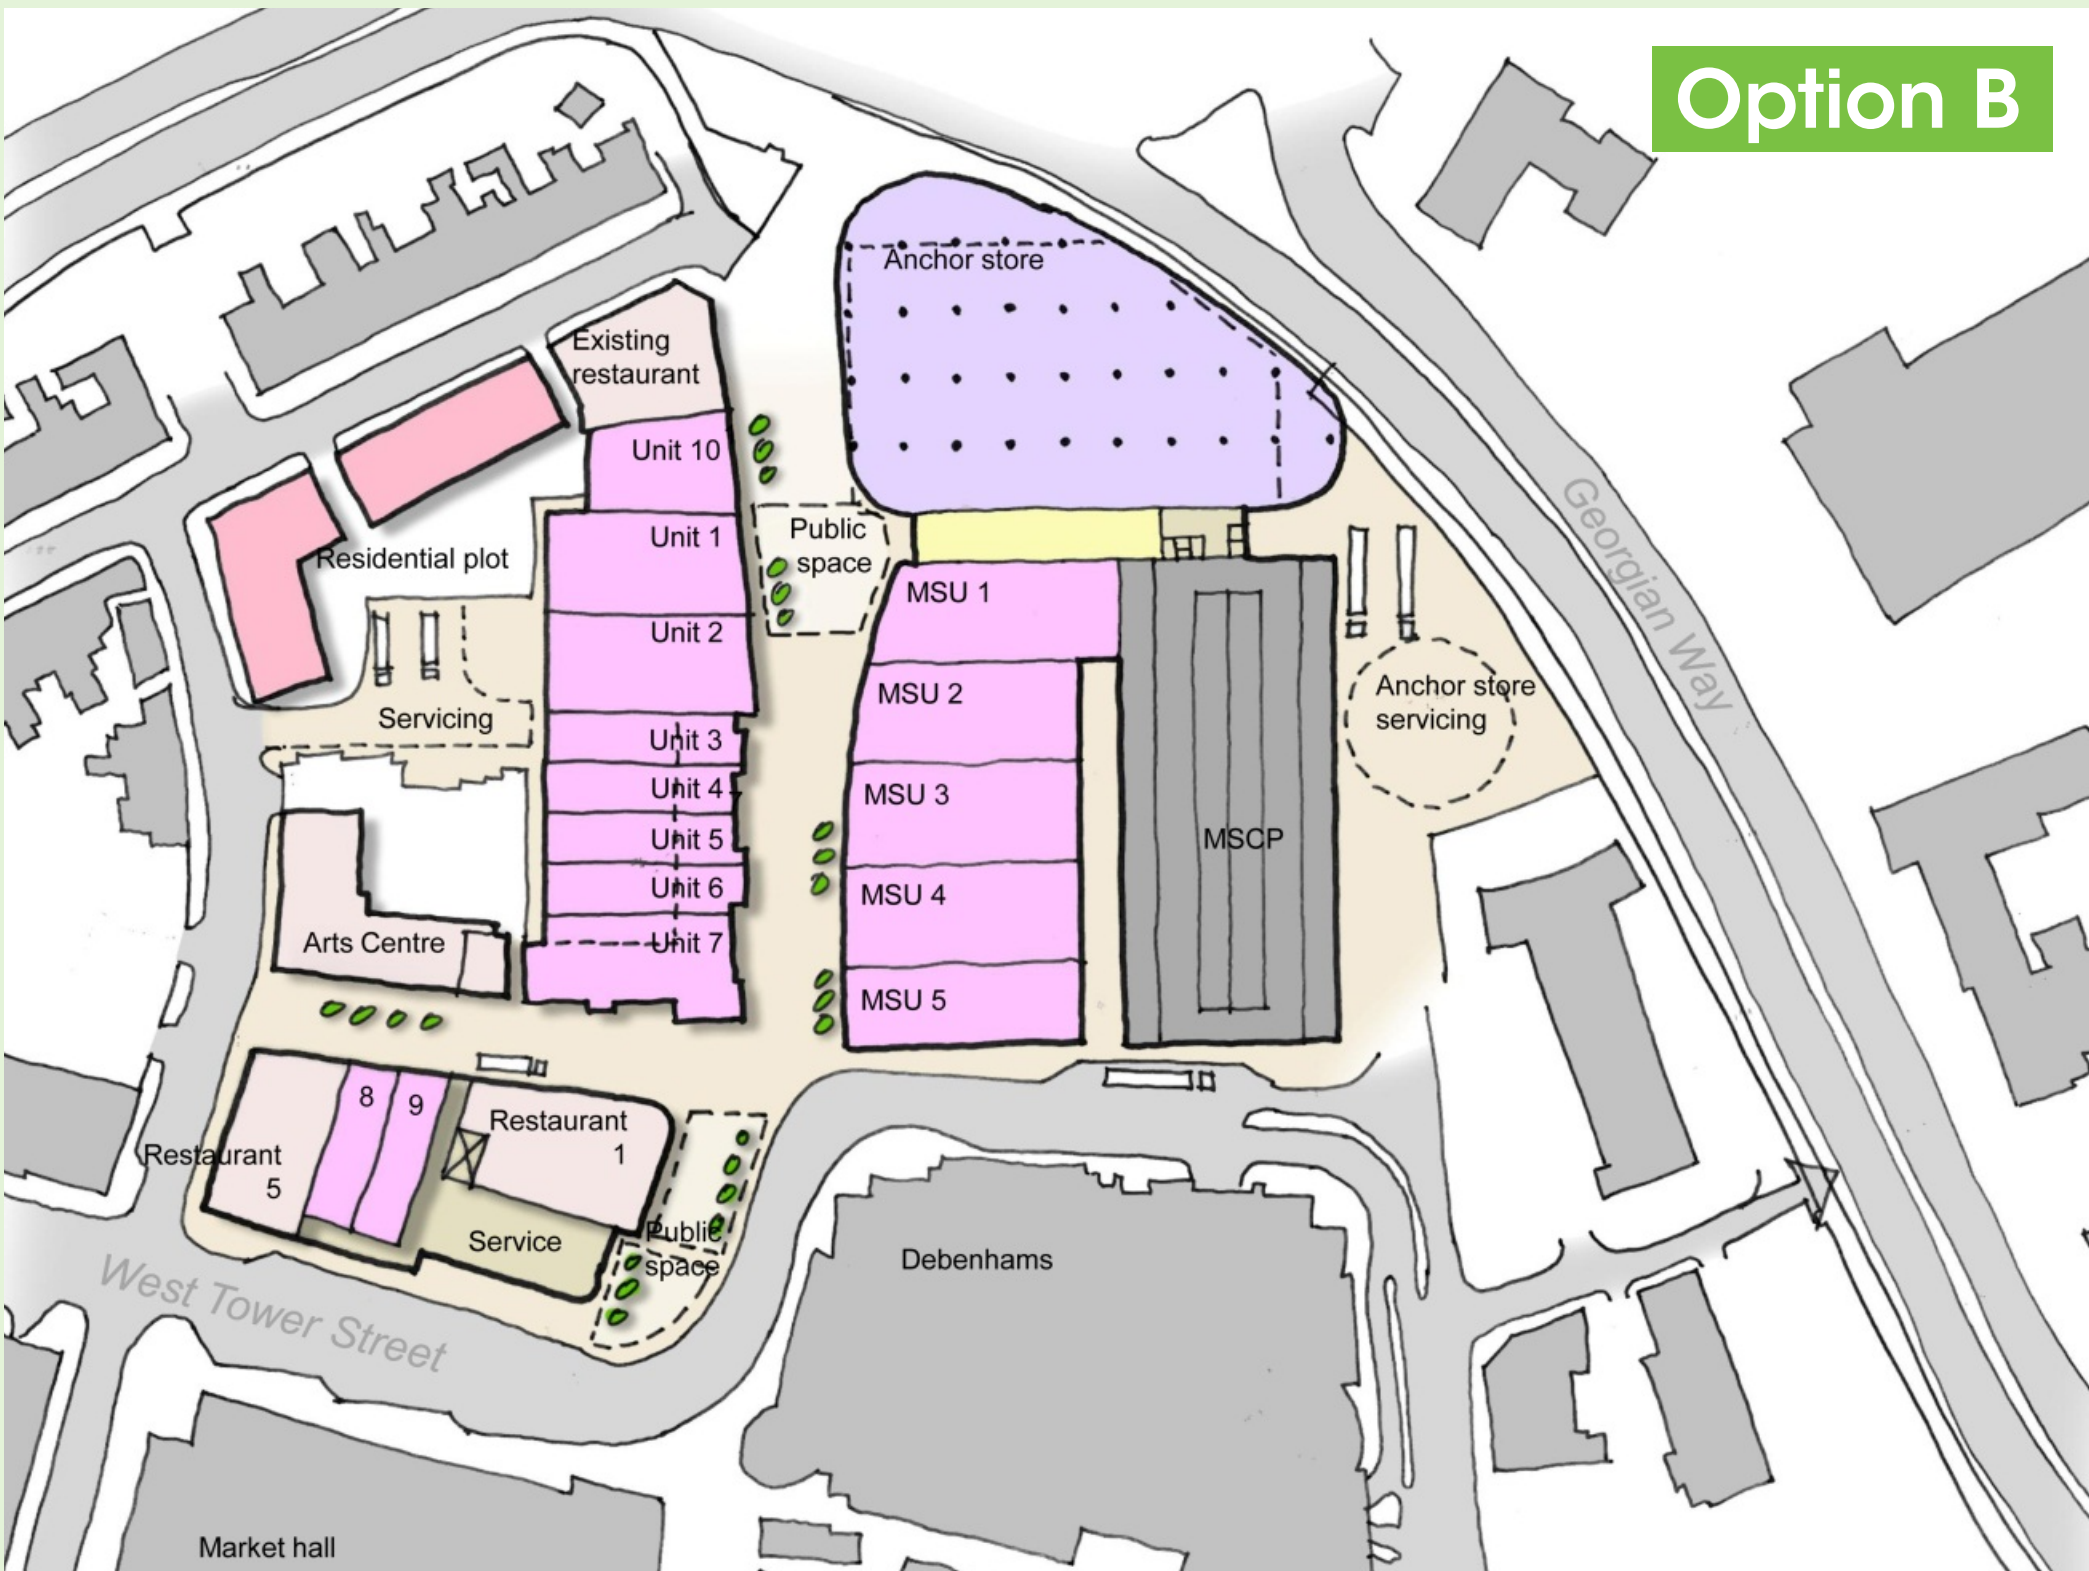 Option B
Anchor store
Existing
restaurant
Unit 10
Public
space
Unit 1
Residential plot
MSU 1
Unit 2
MSU 2
Anchor store
servicing
Georgian Way
Servicing
Unit 3
Unit 4
MSU 3
Unit 5
MSCP
Unit 6
MSU 4
Arts Centre
Unit 7
MSU 5
8
9
Restaurant
1
Restaurant
5
Service
Public
space
Debenhams
West Tower Street
Market hall